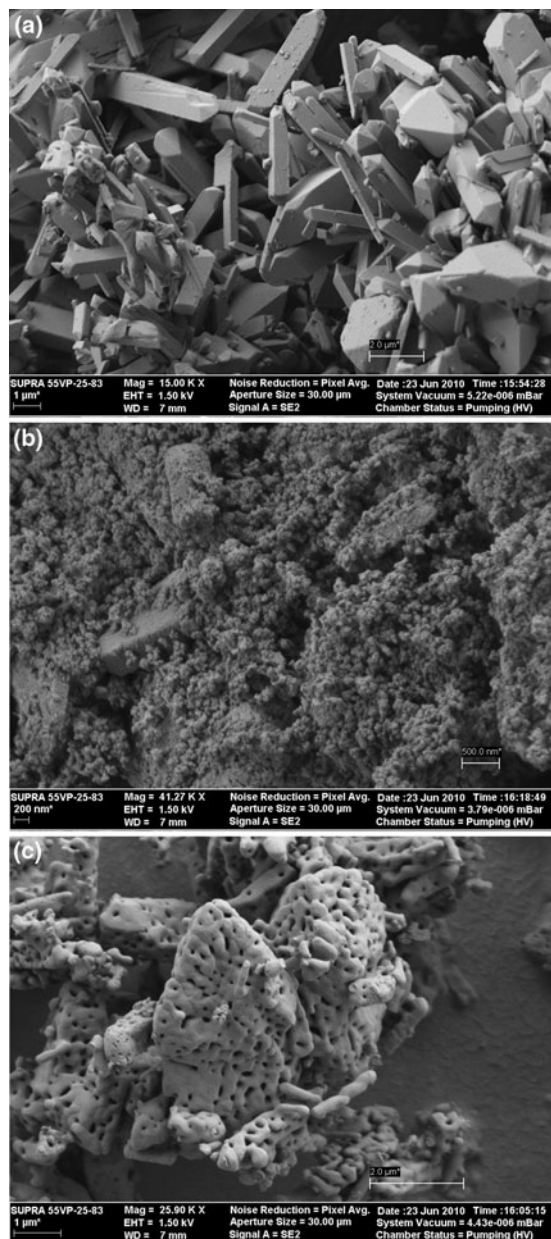 (a)
2.0 µm*
SUPRA 55VP-25-83 Mag = 15.00 K X Noise Reduction = Pixel Avg. Date :23 Jun 2010 Time :15:54:28
1 µm* EHT = 1.50 kV Aperture Size = 30.00 µm System Vacuum = 5.22e-006 mBar
WD = 7 mm Signal A = SE2 Chamber Status = Pumping (HV)
(b)
500.0 nm*
SUPRA 55VP-25-83 Mag = 41.27 K X Noise Reduction = Pixel Avg. Date :23 Jun 2010 Time :16:18:49
200 nm* EHT = 1.50 kV Aperture Size = 30.00 µm System Vacuum = 3.79e-006 mBar
WD = 7 mm Signal A = SE2 Chamber Status = Pumping (HV)
(c)
2.0 µm*
SUPRA 55VP-25-83 Mag = 25.90 K X Noise Reduction = Pixel Avg. Date :23 Jun 2010 Time :16:05:15
1 µm* EHT = 1.50 kV Aperture Size = 30.00 µm System Vacuum = 4.43e-006 mBar
WD = 7 mm Signal A = SE2 Chamber Status = Pumping (HV)